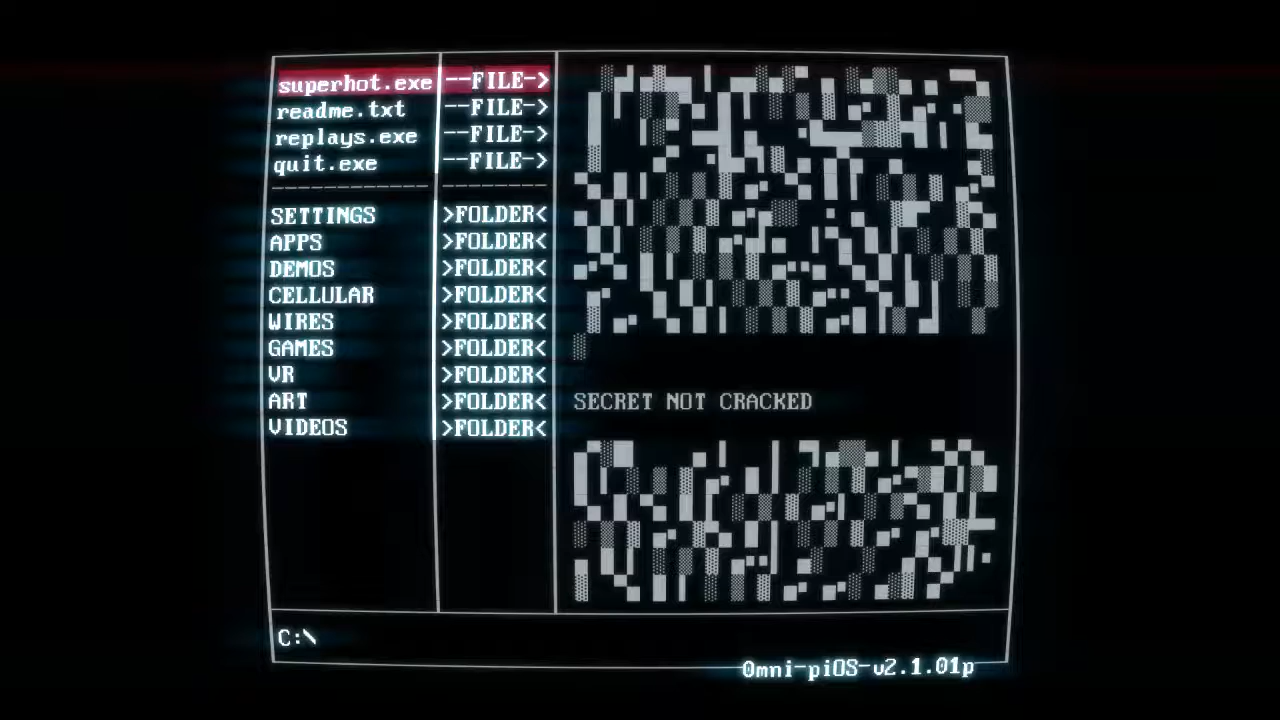 superhot.exe --FILE->
readme.txt --FILE->
replays.exe --FILE->
quit.exe --FILE->
SETTINGS >FOLDER<
APPS >FOLDER<
DEMOS >FOLDER<
CELLULAR >FOLDER<
WIRES >FOLDER<
GAMES >FOLDER<
VR >FOLDER<
ART >FOLDER<
VIDEOS >FOLDER<
SECRET NOT CRACKED
C:\
0mni-piOS-v2.1.01p